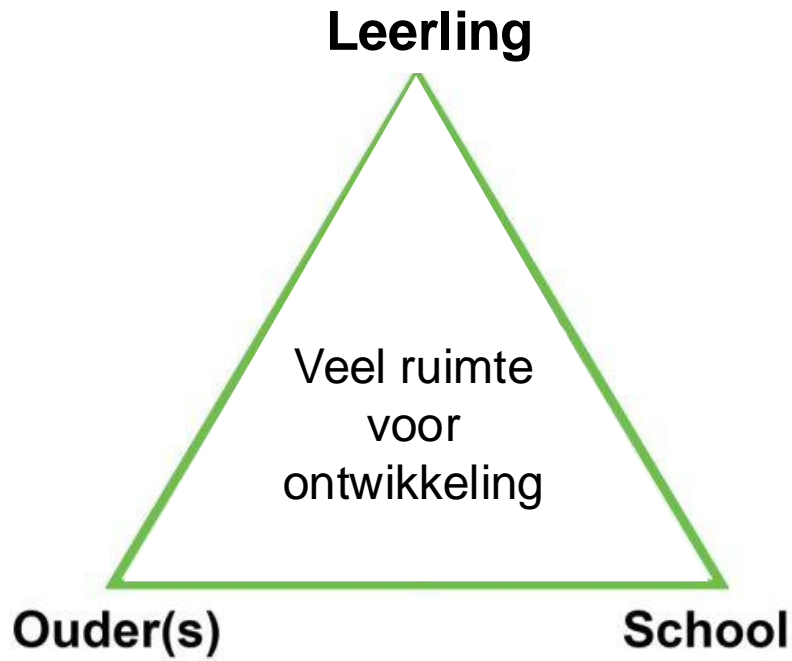 Leerling
Veel ruimte
voor
ontwikkeling
Ouder(s)
School